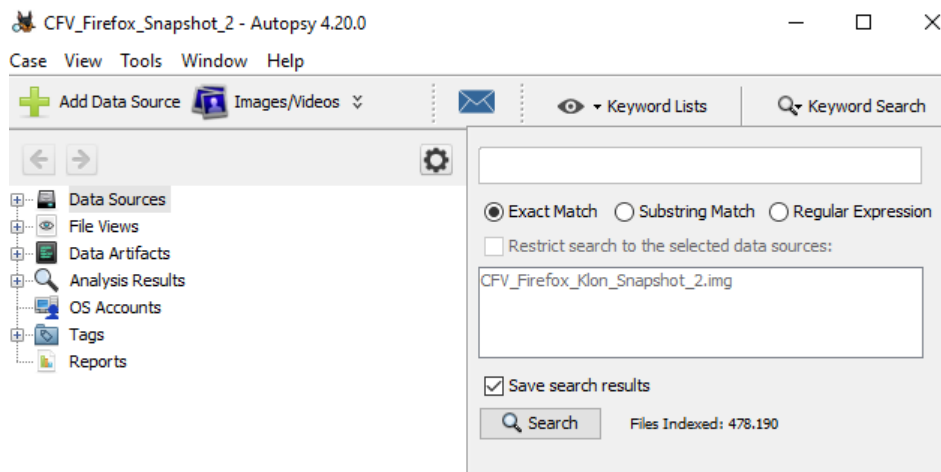 CFV_Firefox_Snapshot_2 - Autopsy 4.20.0
Case View Tools Window Help
Add Data Source Images/Videos Keyword Lists Keyword Search
Data Sources
File Views
Data Artifacts
Analysis Results
OS Accounts
Tags
Reports
Exact Match Substring Match Regular Expression
Restrict search to the selected data sources:
CFV_Firefox_Klon_Snapshot_2.img
Save search results
Search Files Indexed: 478.190